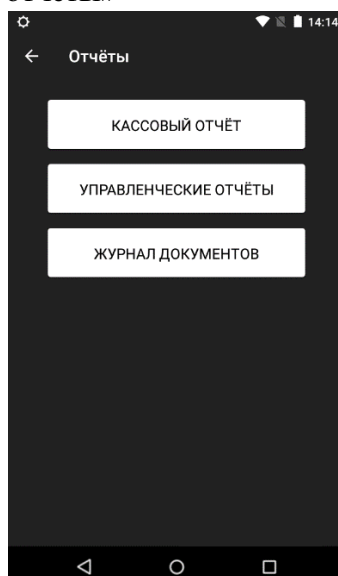 14:14
Отчёты
КАССОВЫЙ ОТЧЁТ
УПРАВЛЕНЧЕСКИЕ ОТЧЁТЫ
ЖУРНАЛ ДОКУМЕНТОВ